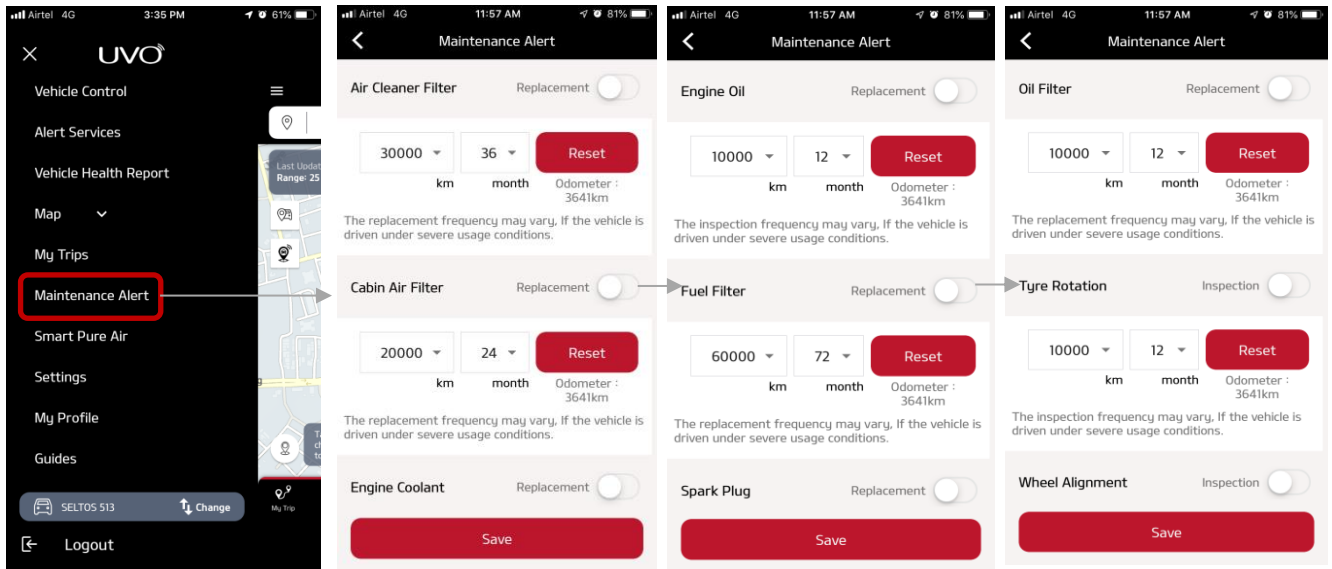 Airtel 4G 3:35 PM 61%
UVO
Vehicle Control
Alert Services
Vehicle Health Report
Last Updat
Range: 25
Map
My Trips
Maintenance Alert
Smart Pure Air
Settings
My Profile
Guides
SELTOS 513 Change
My Trip
Logout
Airtel 4G 11:57 AM 81%
Maintenance Alert
Air Cleaner Filter Replacement
30000 36 Reset
km month Odometer :
3641km
The replacement frequency may vary, If the vehicle is
driven under severe usage conditions.
Cabin Air Filter Replacement
20000 24 Reset
km month Odometer :
3641km
The replacement frequency may vary, If the vehicle is
driven under severe usage conditions.
Engine Coolant Replacement
Save
Airtel 4G 11:57 AM 81%
Maintenance Alert
Engine Oil Replacement
10000 12 Reset
km month Odometer :
3641km
The inspection frequency may vary, If the vehicle is
driven under severe usage conditions.
Fuel Filter Replacement
60000 72 Reset
km month Odometer :
3641km
The replacement frequency may vary, If the vehicle is
driven under severe usage conditions.
Spark Plug Replacement
Save
Airtel 4G 11:57 AM 81%
Maintenance Alert
Oil Filter Replacement
10000 12 Reset
km month Odometer :
3641km
The replacement frequency may vary, If the vehicle is
driven under severe usage conditions.
Tyre Rotation Inspection
10000 12 Reset
km month Odometer :
3641km
The inspection frequency may vary, If the vehicle is
driven under severe usage conditions.
Wheel Alignment Inspection
Save